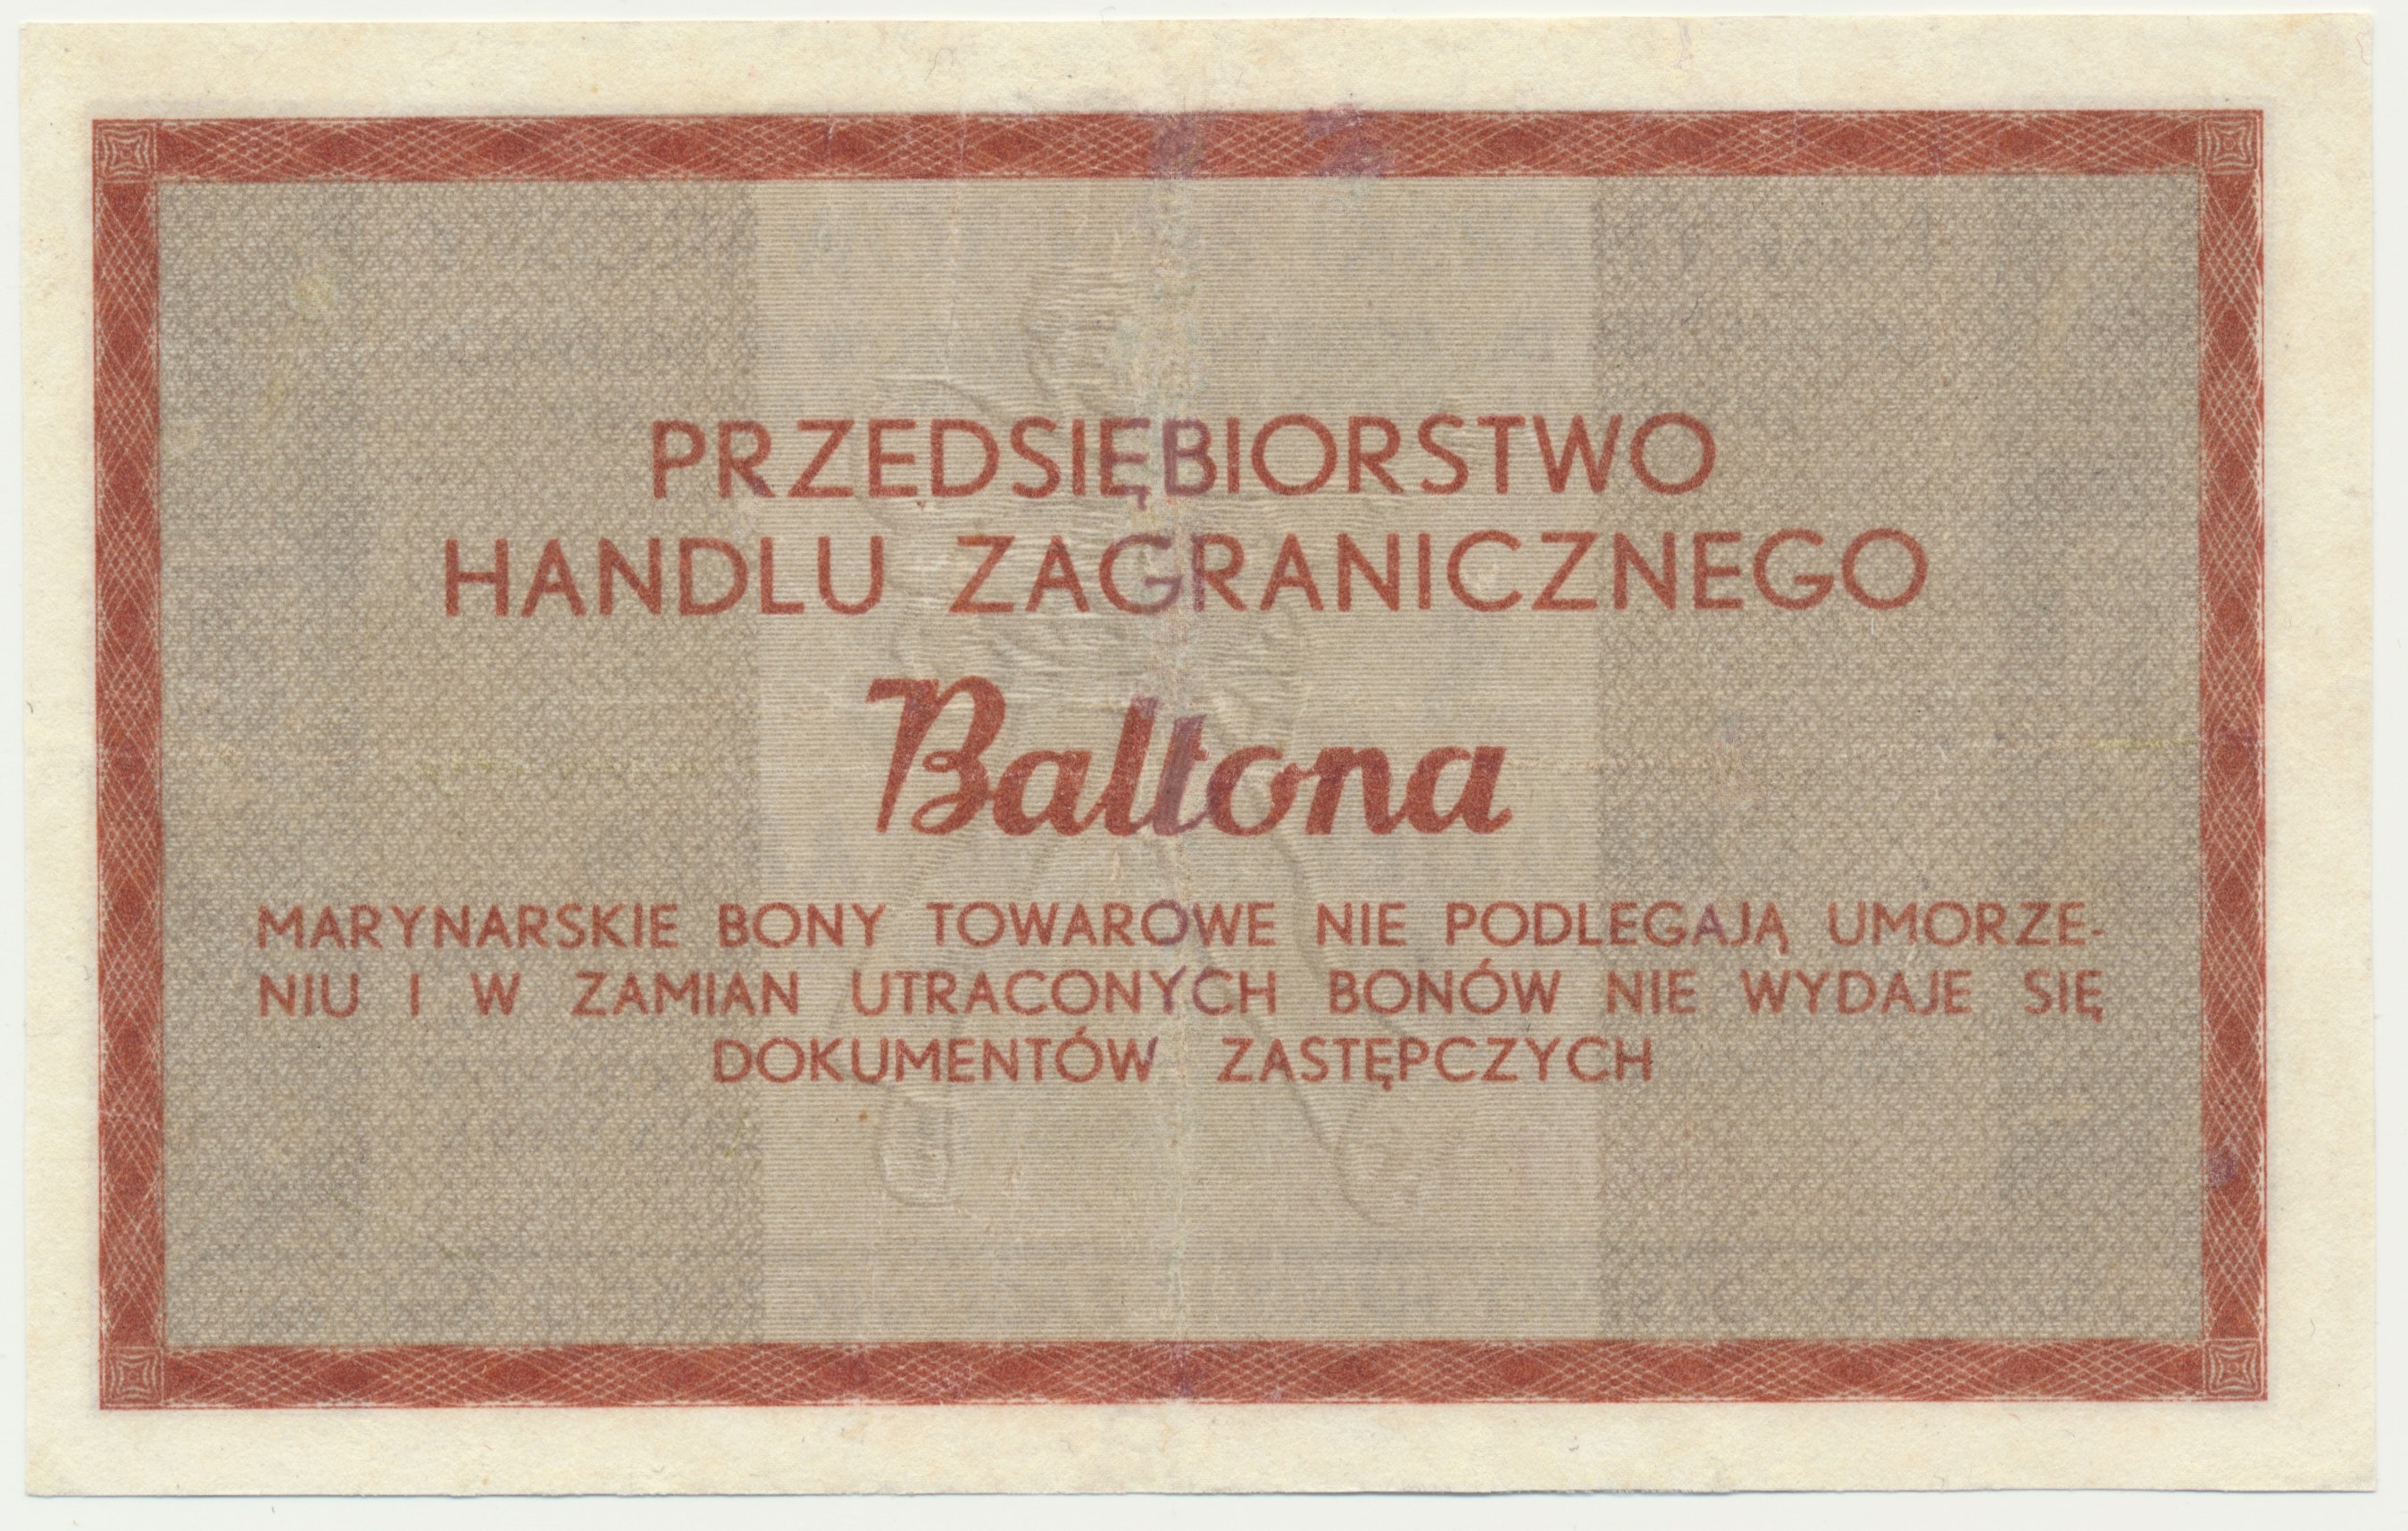 PRZEDSIĘBIORSTWO
HANDLU ZAGRANICZNEGO
Baltona
MARYNARSKIE BONY TOWAROWE NIE PODLEGAJĄ UMORZE-
NIU I W ZAMIAN UTRACONYCH BONÓW NIE WYDAJE SIĘ
DOKUMENTÓW ZASTĘPCZYCH